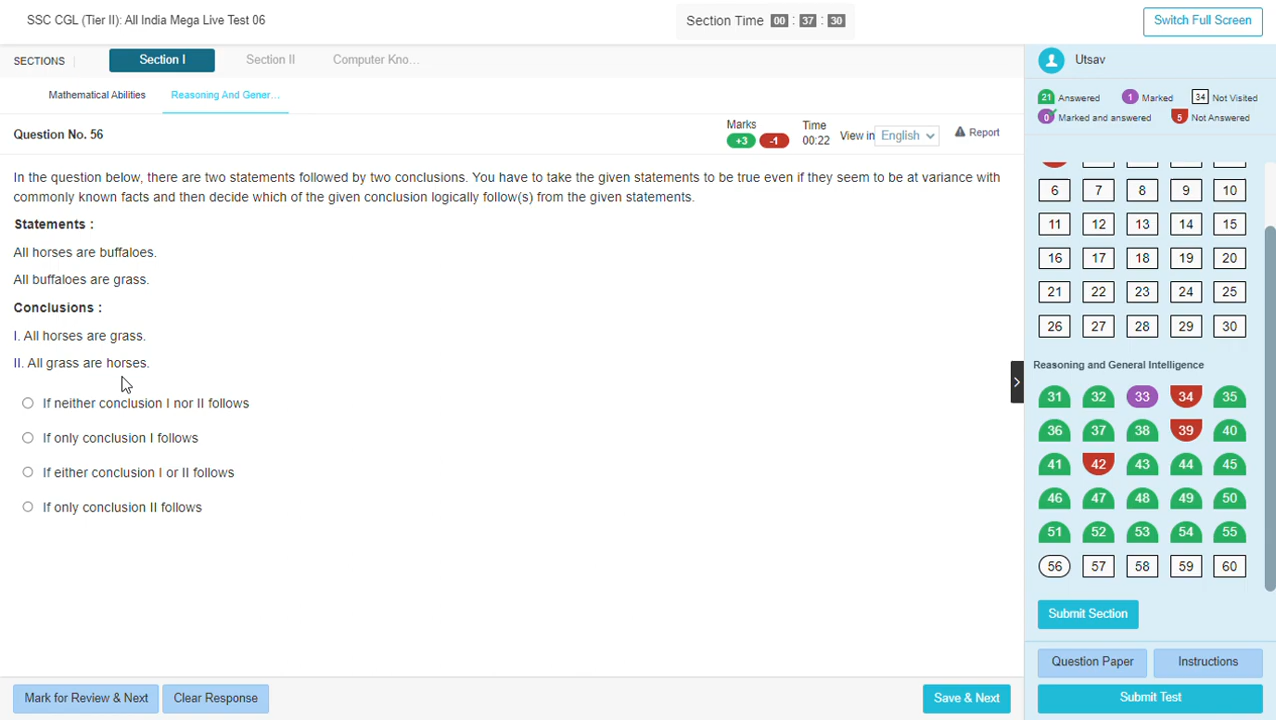 SSC CGL (Tier II): All India Mega Live Test 06
Section Time 00 : 37 : 30
Switch Full Screen
SECTIONS
Section I
Section II
Computer Kno...
Utsav
Mathematical Abilities
Reasoning And Gener...
21 Answered
1 Marked
34 Not Visited
0 Marked and answered
5 Not Answered
Question No. 56
Marks
+3 -1
Time
00:22
View in English
Report
In the question below, there are two statements followed by two conclusions. You have to take the given statements to be true even if they seem to be at variance with
commonly known facts and then decide which of the given conclusion logically follow(s) from the given statements.
Statements :
All horses are buffaloes.
All buffaloes are grass.
Conclusions :
I. All horses are grass.
II. All grass are horses.
If neither conclusion I nor II follows
If only conclusion I follows
If either conclusion I or II follows
If only conclusion II follows
6 7 8 9 10
11 12 13 14 15
16 17 18 19 20
21 22 23 24 25
26 27 28 29 30
Reasoning and General Intelligence
31 32 33 34 35
36 37 38 39 40
41 42 43 44 45
46 47 48 49 50
51 52 53 54 55
56 57 58 59 60
Submit Section
Question Paper
Instructions
Mark for Review & Next
Clear Response
Save & Next
Submit Test